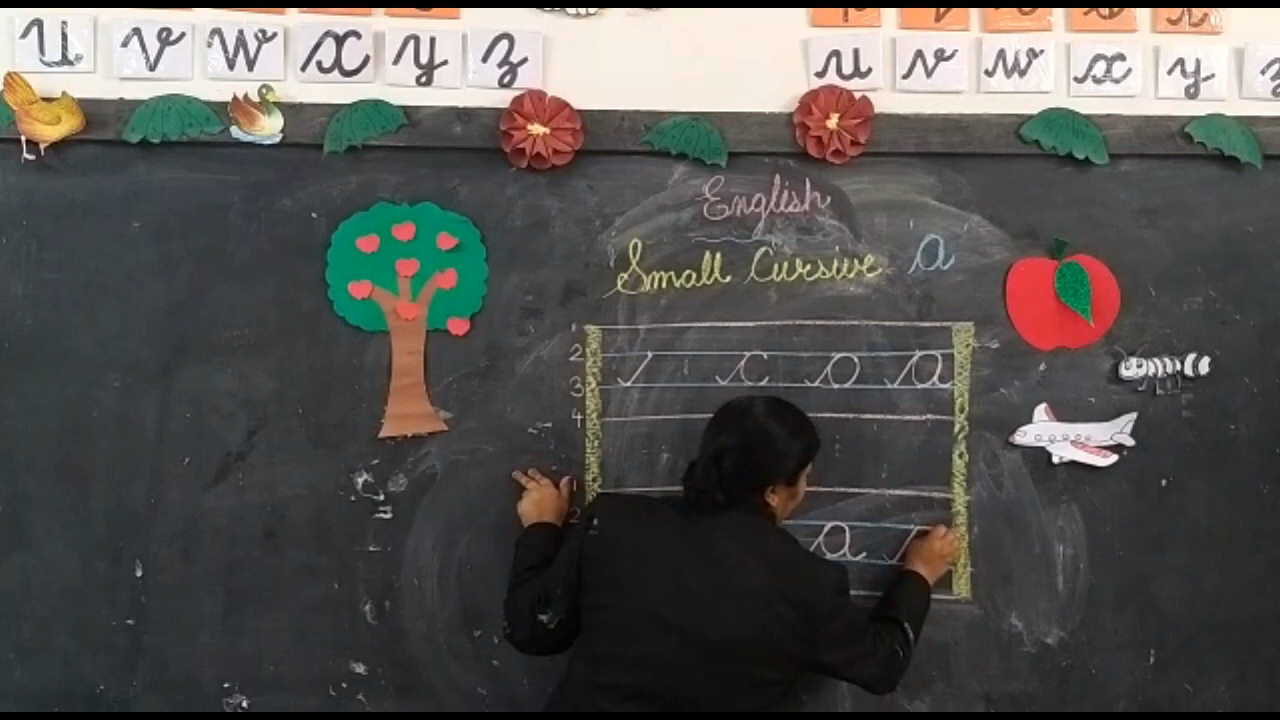 u v w x y z u v w x y
English
Small Cursive a
1
2 c o a
3
4
1
2 a